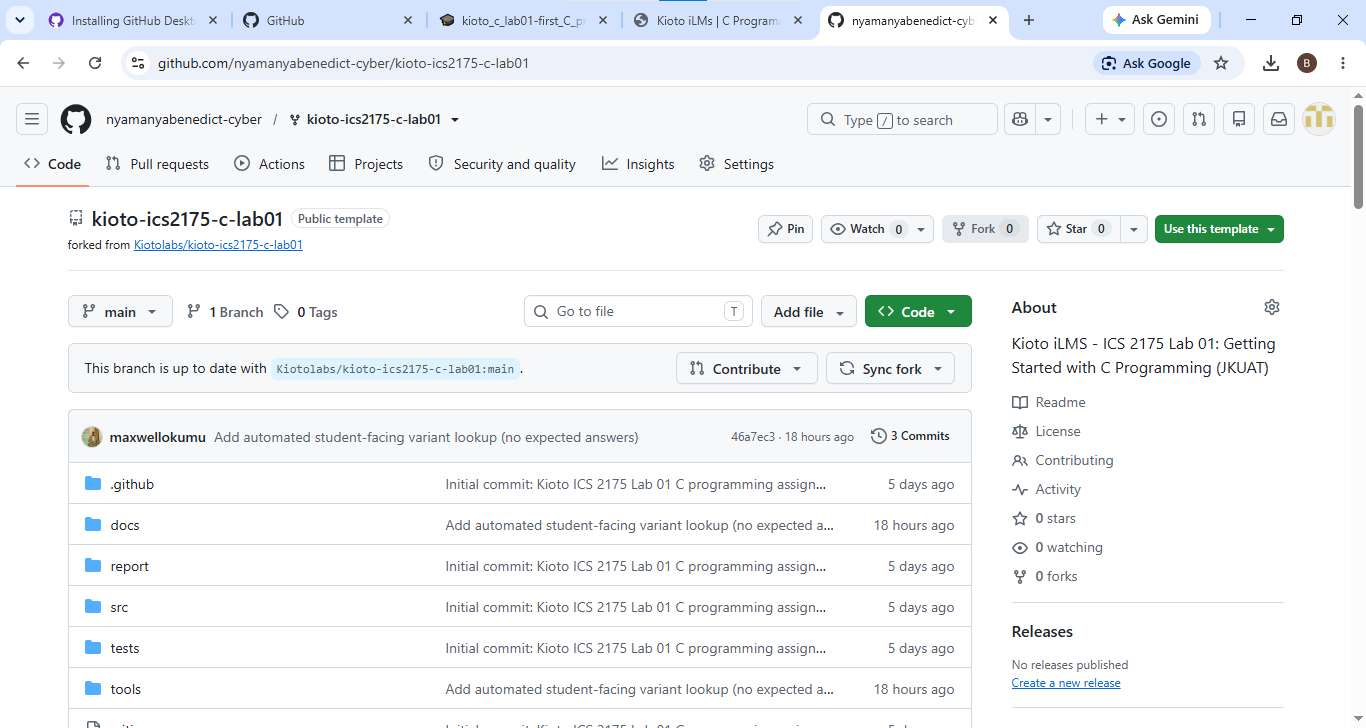 Installing GitHub Deskt
GitHub
kioto_c_lab01-first_C_p
Kioto iLMs | C Program
nyamanyabenedict-cyb
Ask Gemini
github.com/nyamanyabenedict-cyber/kioto-ics2175-c-lab01
Ask Google
B
nyamanyabenedict-cyber / kioto-ics2175-c-lab01
Type / to search
Code
Pull requests
Actions
Projects
Security and quality
Insights
Settings
kioto-ics2175-c-lab01
Public template
Pin
Watch 0
Fork 0
Star 0
Use this template
forked from Kiotolabs/kioto-ics2175-c-lab01
main
1 Branch
0 Tags
Go to file
T
Add file
Code
This branch is up to date with Kiotolabs/kioto-ics2175-c-lab01:main .
Contribute
Sync fork
maxwellokumu Add automated student-facing variant lookup (no expected answers)
46a7ec3 · 18 hours ago
3 Commits
.github Initial commit: Kioto ICS 2175 Lab 01 C programming assign... 5 days ago
docs Add automated student-facing variant lookup (no expected a... 18 hours ago
report Initial commit: Kioto ICS 2175 Lab 01 C programming assign... 5 days ago
src Initial commit: Kioto ICS 2175 Lab 01 C programming assign... 5 days ago
tests Initial commit: Kioto ICS 2175 Lab 01 C programming assign... 5 days ago
tools Add automated student-facing variant lookup (no expected a... 18 hours ago
About
Kioto iLMS - ICS 2175 Lab 01: Getting
Started with C Programming (JKUAT)
Readme
License
Contributing
Activity
0 stars
0 watching
0 forks
Releases
No releases published
Create a new release